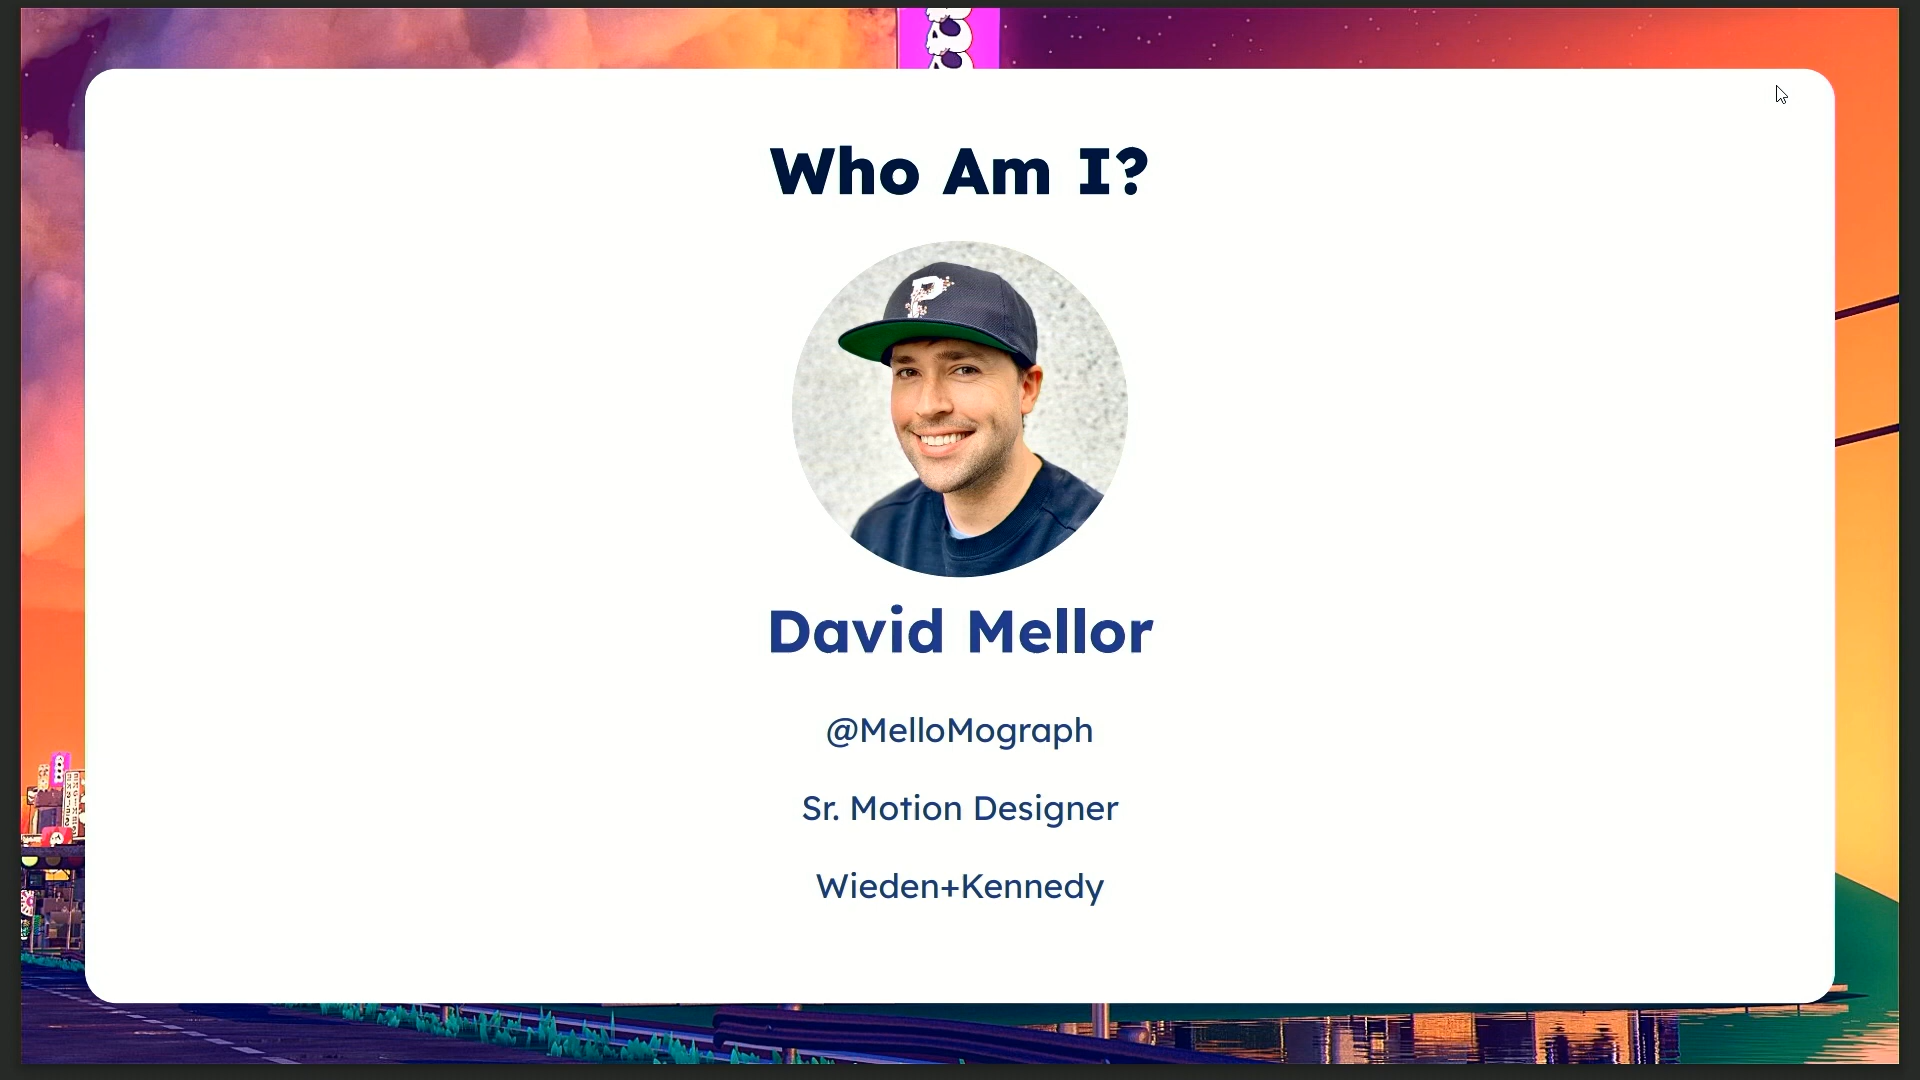 Who Am I?
P
David Mellor
@MelloMograph
Sr. Motion Designer
Wieden+Kennedy